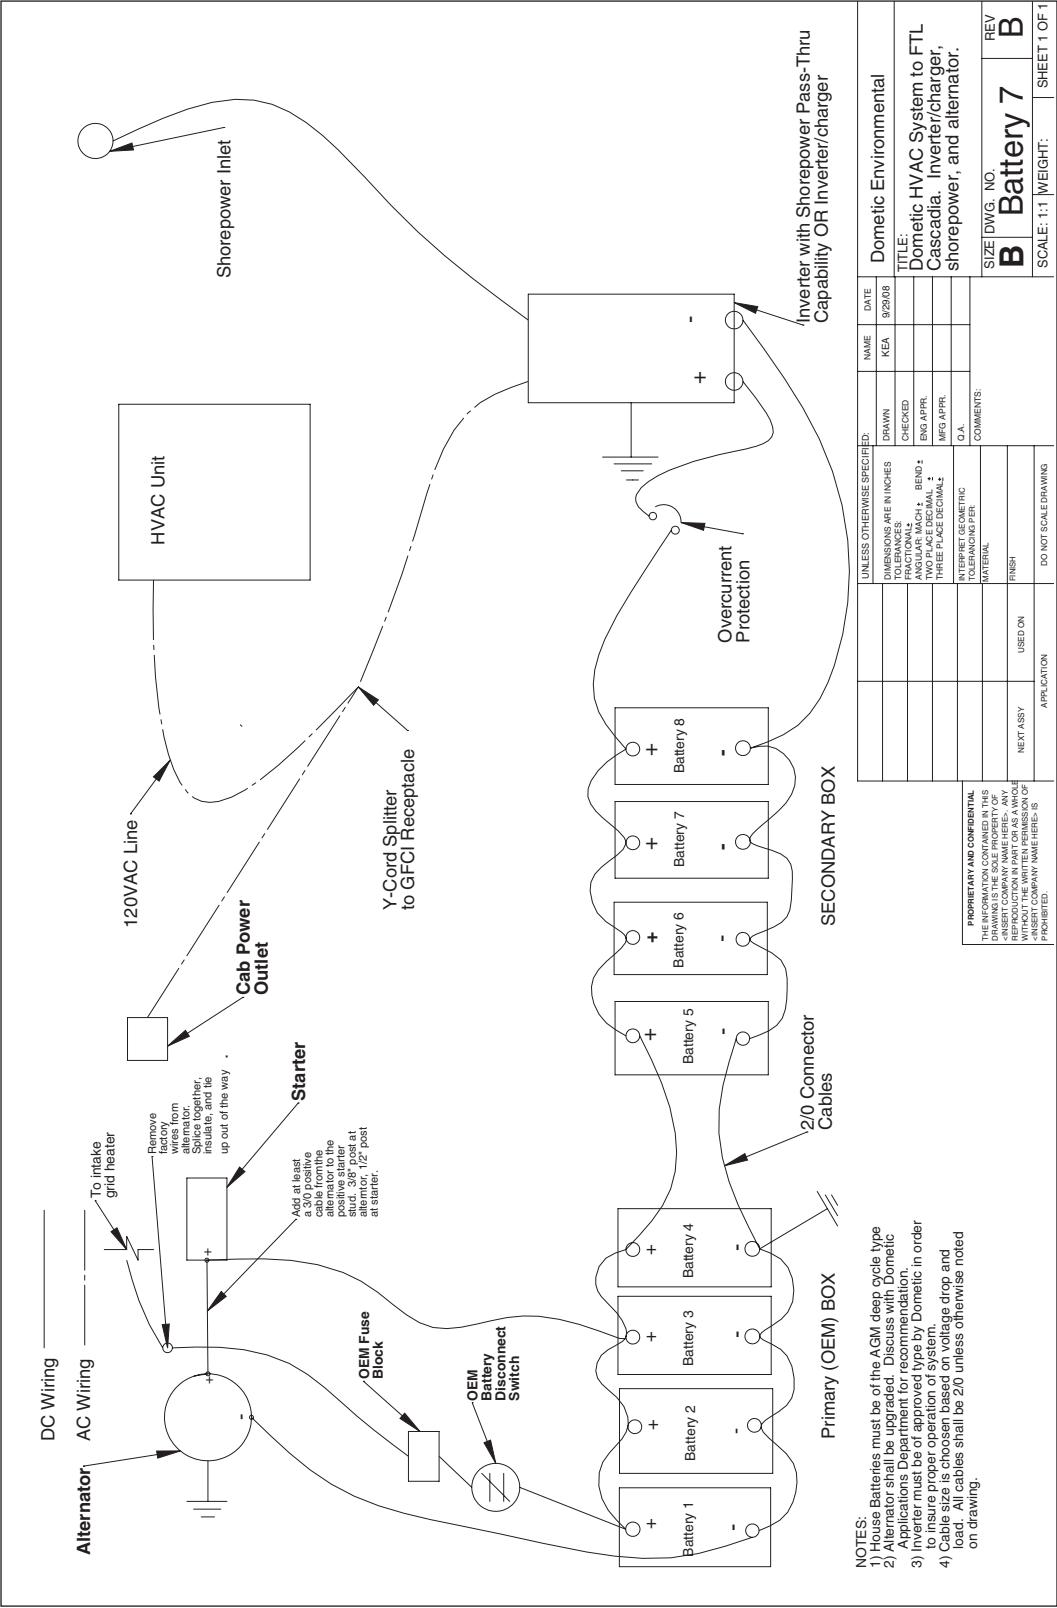 DC Wiring
AC Wiring
Alternator
To intake
grid heater
Remove
factory
wires from
alternator.
Splice together,
insulate, and tie
up out of the way .
Starter
Add at least
a 3/0 positive
cable from the
alternator to the
positive starter
stud. 3/8" post at
alterntor, 1/2" post
at starter.
OEM Fuse
Block
OEM
Battery
Disconnect
Switch
+
-
+
Cab Power
Outlet
120VAC Line
Y-Cord Splitter
to GFCI Receptacle
HVAC Unit
Shorepower Inlet
Inverter with Shorepower Pass-Thru
Capability OR Inverter/charger
+
-
Overcurrent
Protection
Battery 1
+
-
Battery 2
+
-
Battery 3
+
-
Battery 4
+
-
Primary (OEM) BOX
2/0 Connector
Cables
Battery 5
+
-
Battery 6
+
-
Battery 7
+
-
Battery 8
+
-
SECONDARY BOX
NOTES:
1) House Batteries must be of the AGM deep cycle type
2) Alternator shall be upgraded. Discuss with Dometic
Applications Department for recommendation.
3) Inverter must be of approved type by Dometic in order
to insure proper operation of system.
4) Cable size is choosen based on voltage drop and
load. All cables shall be 2/0 unless otherwise noted
on drawing.
PROPRIETARY AND CONFIDENTIAL
THE INFORMATION CONTAINED IN THIS
DRAWING IS THE SOLE PROPERTY OF
<INSERT COMPANY NAME HERE>. ANY
REPRODUCTION IN PART OR AS A WHOLE
WITHOUT THE WRITTEN PERMISSION OF
<INSERT COMPANY NAME HERE> IS
PROHIBITED.
NEXT ASSY
USED ON
APPLICATION
UNLESS OTHERWISE SPECIFIED:
DIMENSIONS ARE IN INCHES
TOLERANCES:
FRACTIONAL±
ANGULAR: MACH± BEND±
TWO PLACE DECIMAL ±
THREE PLACE DECIMAL±
INTERPRET GEOMETRIC
TOLERANCING PER:
MATERIAL
FINISH
DO NOT SCALE DRAWING
NAME
DATE
DRAWN
KEA
9/29/08
CHECKED
ENG APPR.
MFG APPR.
Q.A.
COMMENTS:
Dometic Environmental
TITLE:
Dometic HVAC System to FTL
Cascadia. Inverter/charger,
shorepower, and alternator.
SIZE
B
DWG. NO.
Battery 7
REV
B
SCALE: 1:1
WEIGHT:
SHEET 1 OF 1